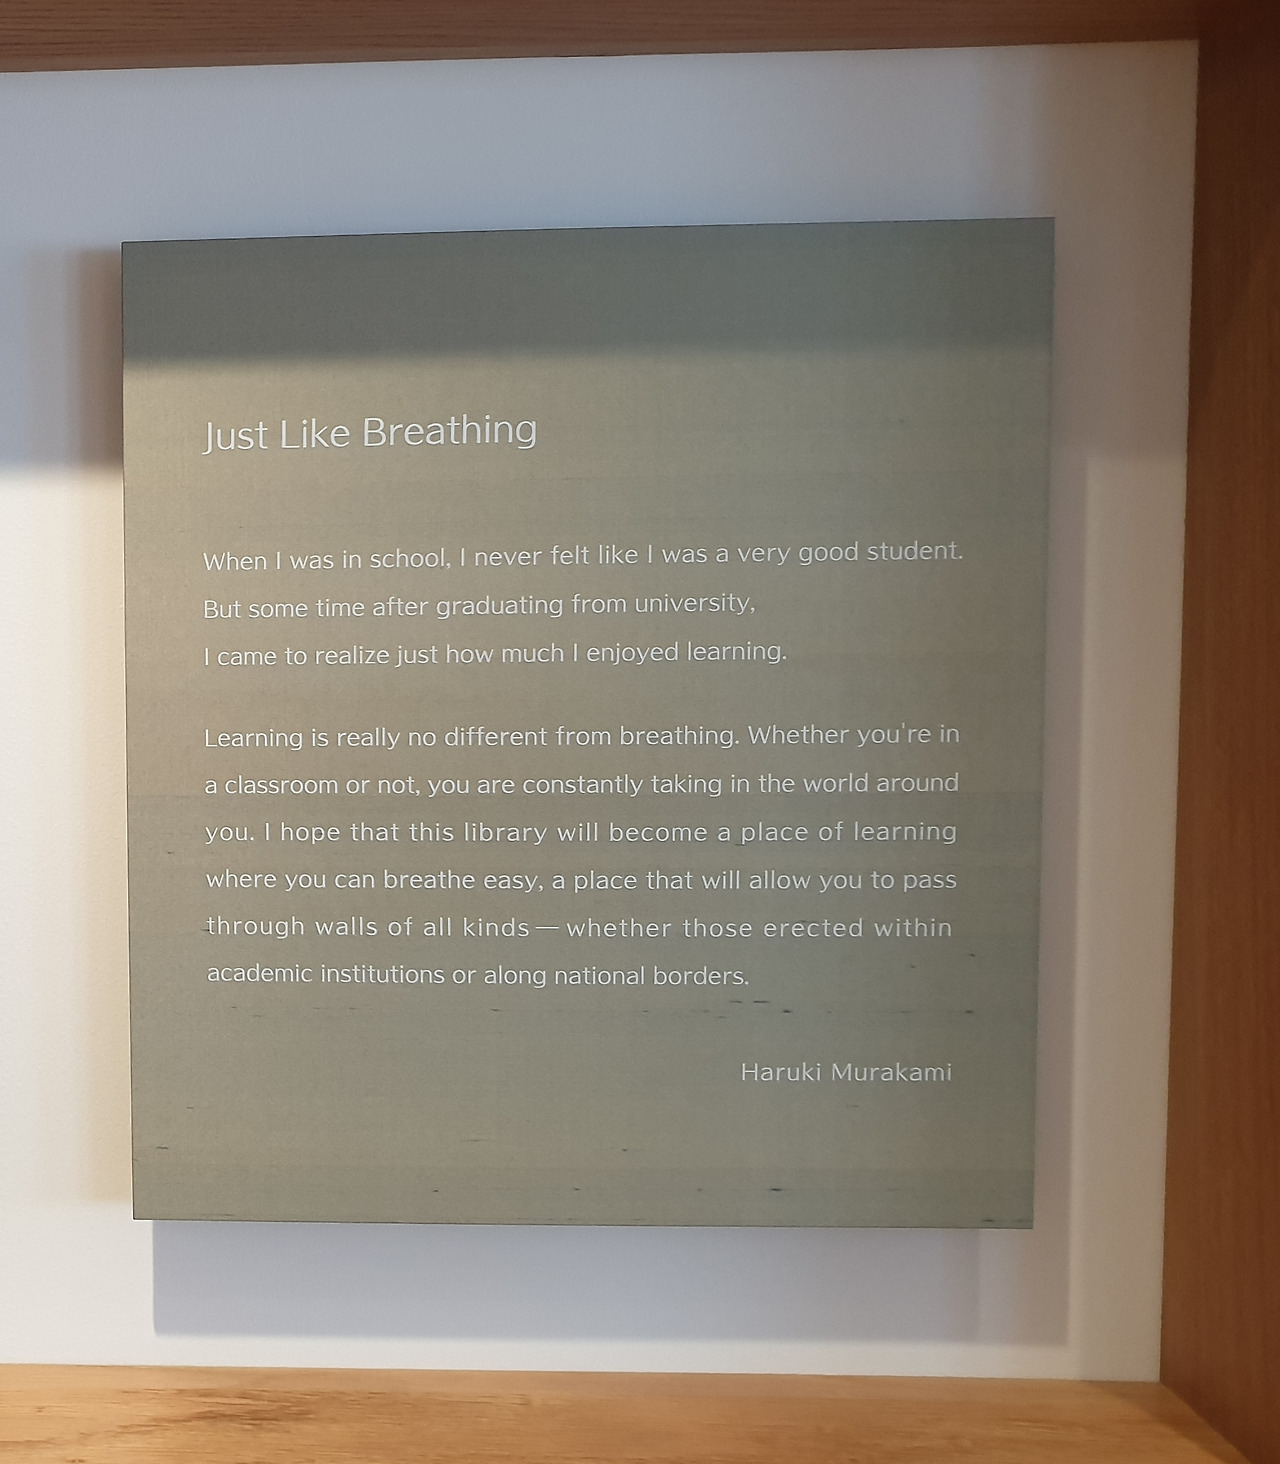 Just Like Breathing
When I was in school, I never felt like I was a very good student.
But some time after graduating from university,
I came to realize just how much I enjoyed learning.
Learning is really no different from breathing. Whether you're in
a classroom or not, you are constantly taking in the world around
you. I hope that this library will become a place of learning
where you can breathe easy, a place that will allow you to pass
through walls of all kinds — whether those erected within
academic institutions or along national borders.
Haruki Murakami